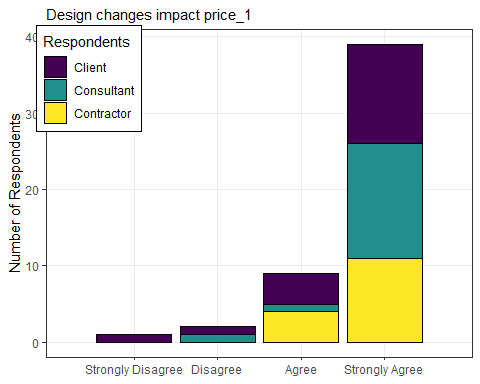 Design changes impact price_1
Respondents
Client
Consultant
Contractor
Number of Respondents
40
30
20
10
0
Strongly Disagree
Disagree
Agree
Strongly Agree